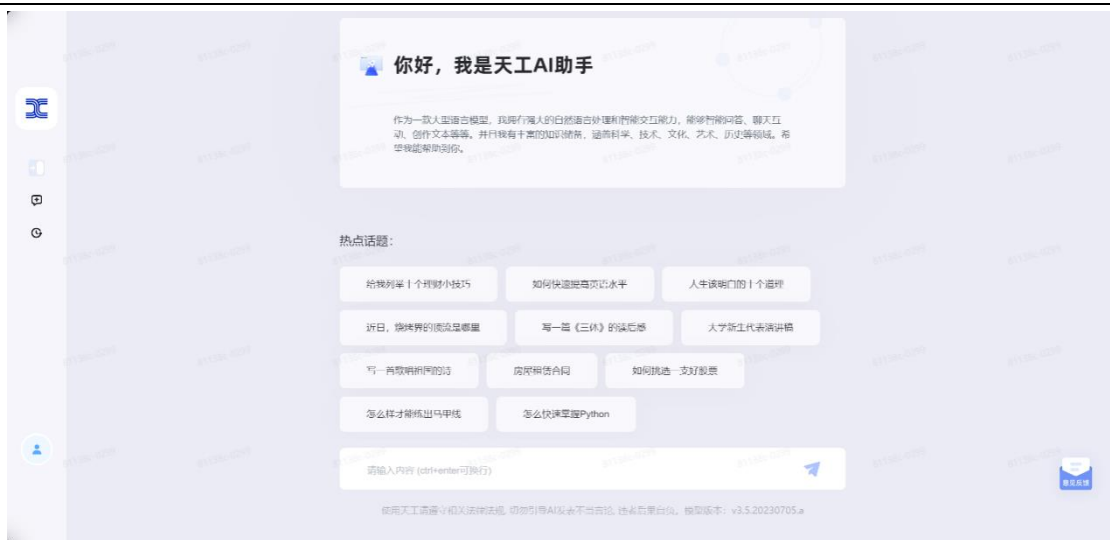 你好，我是天工AI助手
作为一款大型语言模型，我拥有强大的自然语言处理和智能交互能力，能够智能问答、聊天互
动、创作文本等等。并且我有丰富的知识储备，涵盖科学、技术、文化、艺术、历史等领域。希
望我能帮助到你。
热点话题：
给我列举十个理财小技巧
如何快速提高英语水平
人生该明白的十个道理
近日，烧烤界的顶流是哪里
写一篇《三体》的读后感
大学新生代表演讲稿
写一首歌唱祖国的诗
房屋租赁合同
如何挑选一支好股票
怎么样才能练出马甲线
怎么快速掌握Python
请输入内容 (ctrl+enter可换行)
意见反馈
使用天工请遵守相关法律法规, 切勿引导AI发表不当言论, 违者后果自负。模型版本：v3.5.20230705.a